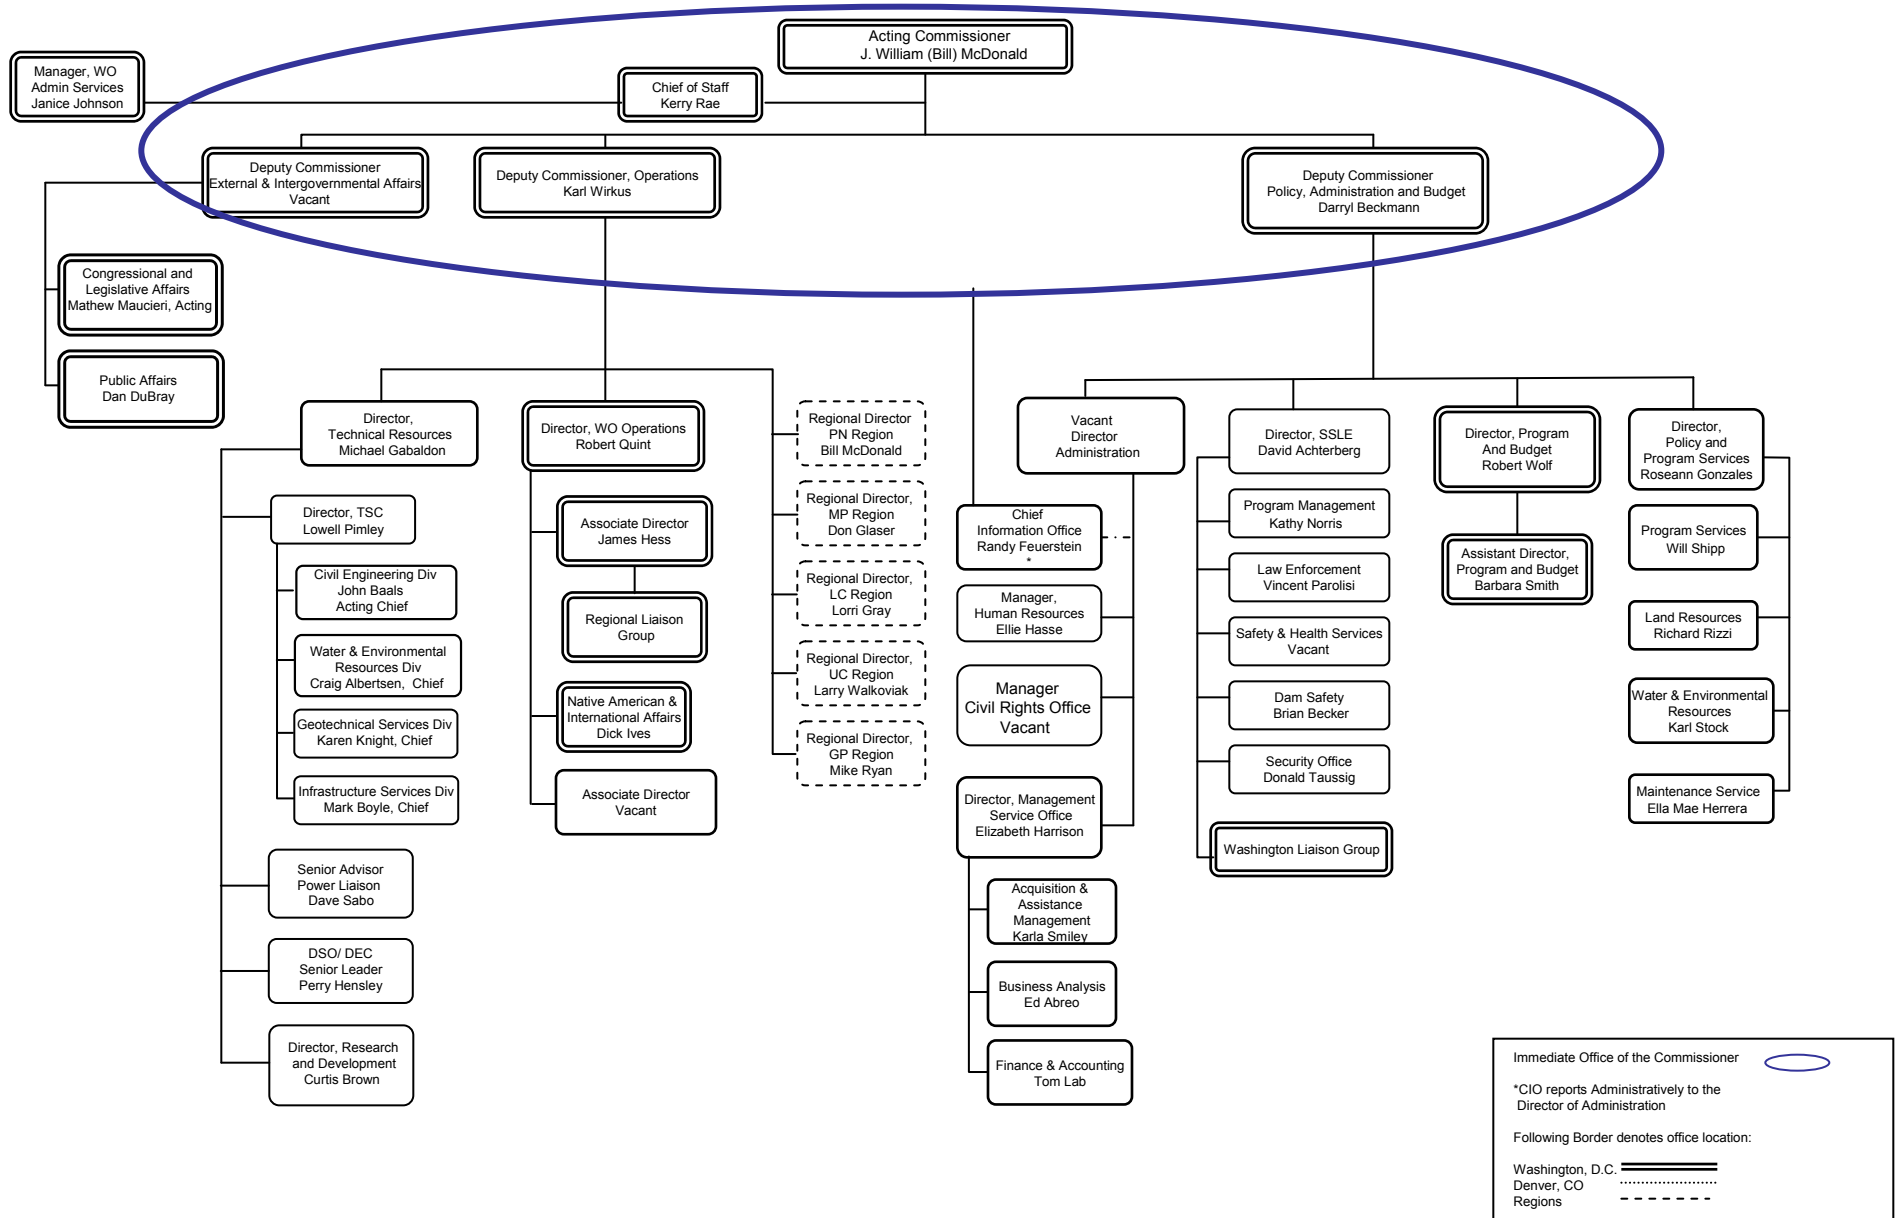 Acting Commissioner
J. William (Bill) McDonald
Manager, WO
Admin Services
Janice Johnson
Chief of Staff
Kerry Rae
Deputy Commissioner
External & Intergovernmental Affairs
Vacant
Deputy Commissioner, Operations
Karl Wirkus
Deputy Commissioner
Policy, Administration and Budget
Darryl Beckmann
Congressional and
Legislative Affairs
Mathew Maucieri, Acting
Public Affairs
Dan DuBray
Director,
Technical Resources
Michael Gabaldon
Director, TSC
Lowell Pimley
Civil Engineering Div
John Baals
Acting Chief
Water & Environmental
Resources Div
Craig Albertsen, Chief
Geotechnical Services Div
Karen Knight, Chief
Infrastructure Services Div
Mark Boyle, Chief
Senior Advisor
Power Liaison
Dave Sabo
DSO/ DEC
Senior Leader
Perry Hensley
Director, Research
and Development
Curtis Brown
Director, WO Operations
Robert Quint
Associate Director
James Hess
Regional Liaison
Group
Native American &
International Affairs
Dick Ives
Associate Director
Vacant
Regional Director
PN Region
Bill McDonald
Regional Director,
MP Region
Don Glaser
Regional Director,
LC Region
Lorri Gray
Regional Director,
UC Region
Larry Walkoviak
Regional Director,
GP Region
Mike Ryan
Vacant
Director
Administration
Chief
Information Office
Randy Feuerstein
*
Manager,
Human Resources
Ellie Hasse
Manager
Civil Rights Office
Vacant
Director, Management
Service Office
Elizabeth Harrison
Acquisition &
Assistance
Management
Karla Smiley
Business Analysis
Ed Abreo
Finance & Accounting
Tom Lab
Director, SSLE
David Achterberg
Program Management
Kathy Norris
Law Enforcement
Vincent Parolisi
Safety & Health Services
Vacant
Dam Safety
Brian Becker
Security Office
Donald Taussig
Washington Liaison Group
Director, Program
And Budget
Robert Wolf
Assistant Director,
Program and Budget
Barbara Smith
Director,
Policy and
Program Services
Roseann Gonzales
Program Services
Will Shipp
Land Resources
Richard Rizzi
Water & Environmental
Resources
Karl Stock
Maintenance Service
Ella Mae Herrera
Immediate Office of the Commissioner
*CIO reports Administratively to the
Director of Administration
Following Border denotes office location:
Washington, D.C.
Denver, CO
Regions